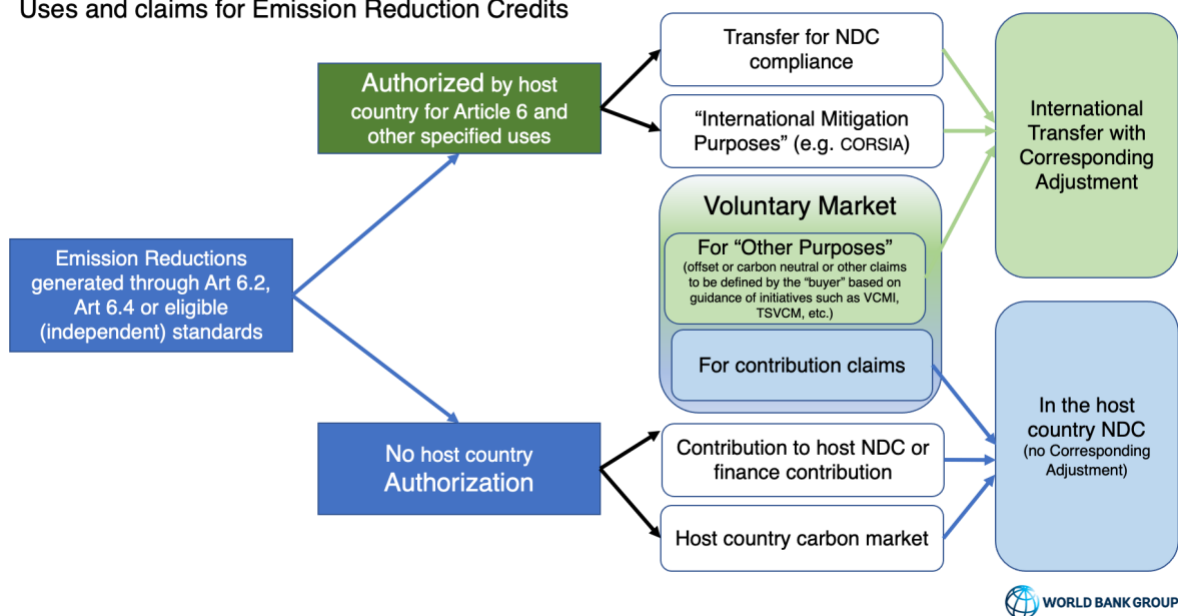 Uses and claims for Emission Reduction Credits
Emission Reductions
generated through Art 6.2,
Art 6.4 or eligible
(independent) standards
Authorized by host
country for Article 6 and
other specified uses
No host country
Authorization
Transfer for NDC
compliance
“International Mitigation
Purposes” (e.g. CORSIA)
Voluntary Market
For “Other Purposes”
(offset or carbon neutral or other claims
to be defined by the “buyer” based on
guidance of initiatives such as VCMI,
TSVCM, etc.)
For contribution claims
Contribution to host NDC or
finance contribution
Host country carbon market
International
Transfer with
Corresponding
Adjustment
In the host
country NDC
(no Corresponding
Adjustment)
WORLD BANK GROUP